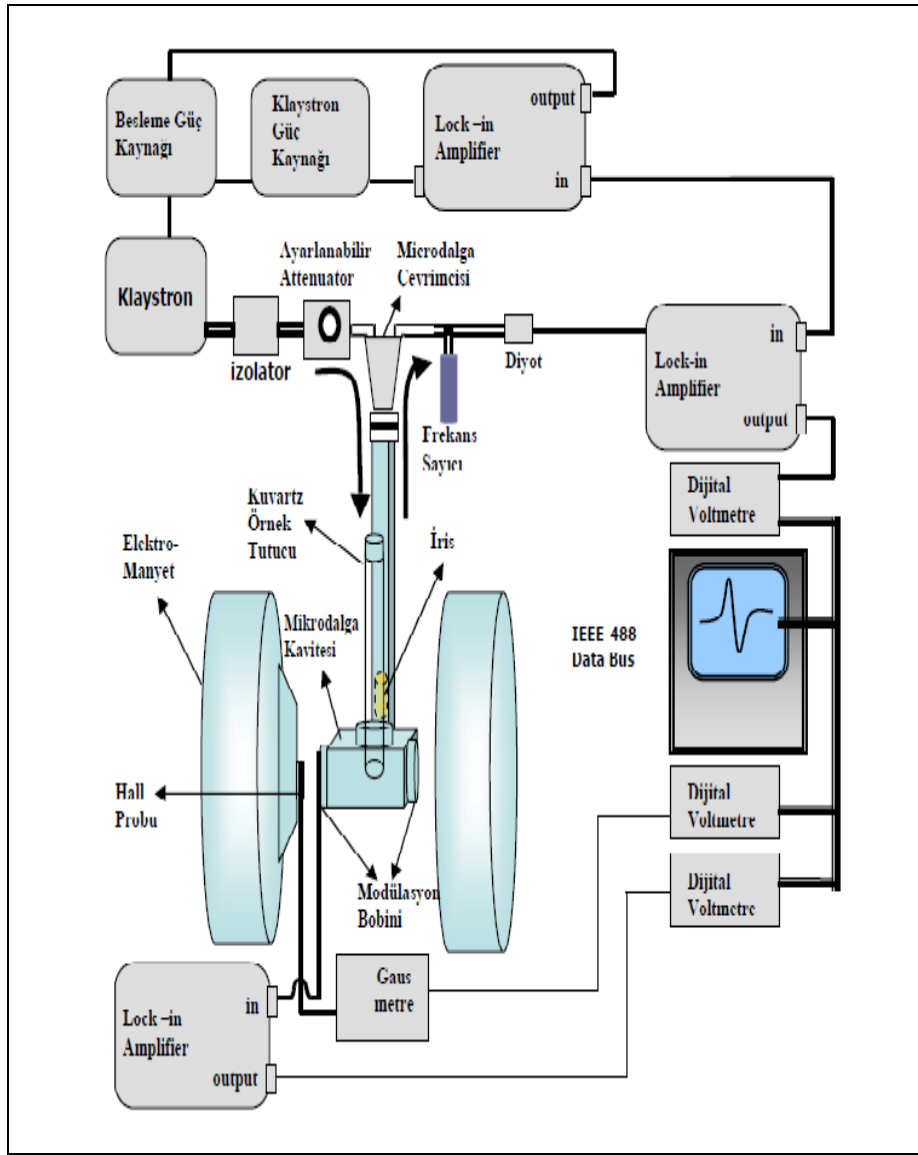 output
Besleme Güç
Kaynağı
Klaystron
Güç
Kaynağı
Lock –in
Amplifier
in
Ayarlanabilir
Attenuator
Microdalga
Çevrimcisi
Klaystron
izolator
Diyot
in
Lock-in
Amplifier
output
Frekans
Sayıcı
Dijital
Voltmetre
Kuvartz
Örnek
Tutucu
İris
Elektro-
Manyet
Mikrodalga
Kavitesi
IEEE 488
Data Bus
Hall
Probu
Dijital
Voltmetre
Modülasyon
Bobini
Dijital
Voltmetre
Gaus
metre
in
Lock –in
Amplifier
output